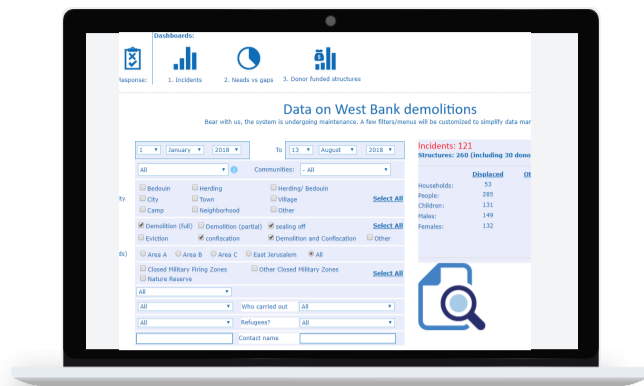 Dashboards:
Response:
1. Incidents
2. Needs vs gaps
3. Donor funded structures
Data on West Bank demolitions
Bear with us, the system is undergoing maintenance. A few filters/menus will be customized to simplify data mar
1 January 2018 To 13 August 2018
All Communities: - All
Bedouin Herding Herding/ Bedouin
ty City Town Village Select All
Camp Neighborhood Other
Demolition (full) Demolition (partial) sealing off Select All
Eviction confiscation Demolition and Confiscation Other
ds) Area A Area B Area C East Jerusalem All
Closed Military Firing Zones Other Closed Military Zones Select All
Nature Reserve
All
All Who carried out All
All Refugees? All
Contact name
Incidents: 121
Structures: 260 (including 30 dono
Displaced Ot
Households: 53
People: 285
Children: 131
Males: 149
Females: 132